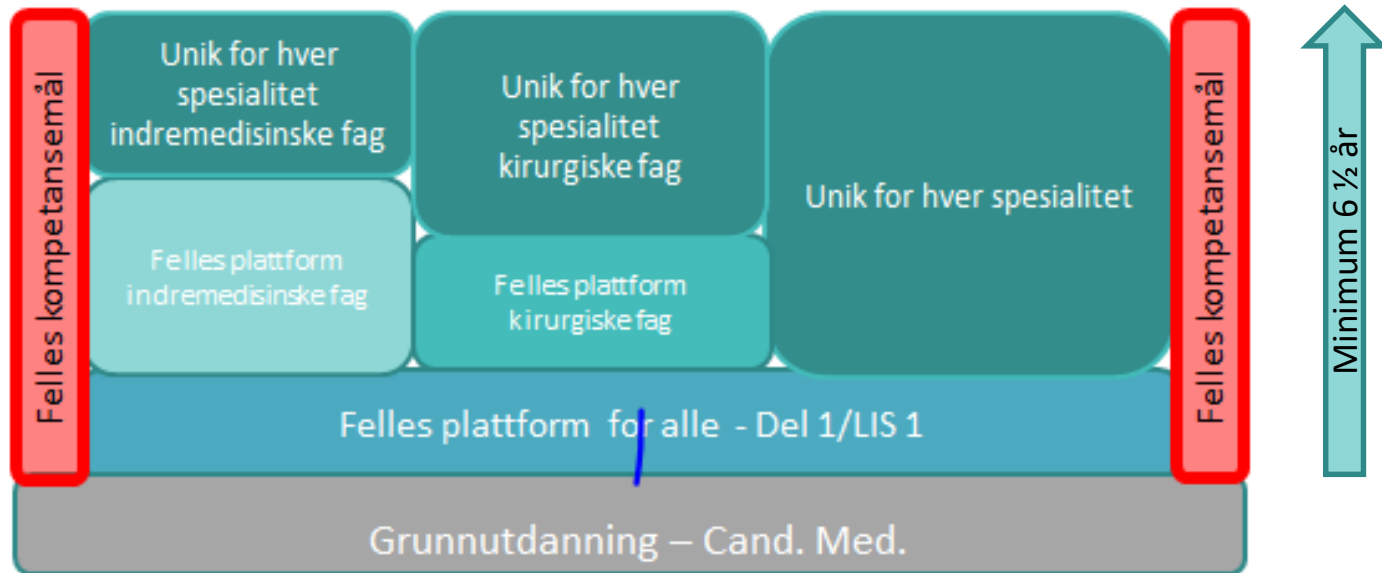 Felles kompetansemål
Unik for hver
spesialitet
indremedisinske fag
Unik for hver
spesialitet
kirurgiske fag
Unik for hver spesialitet
Felles plattform
indremedisinske fag
Felles plattform
kirurgiske fag
Felles kompetansemål
Minimum 6 ½ år
Felles plattform for alle - Del 1/LIS 1
Grunnutdanning – Cand. Med.